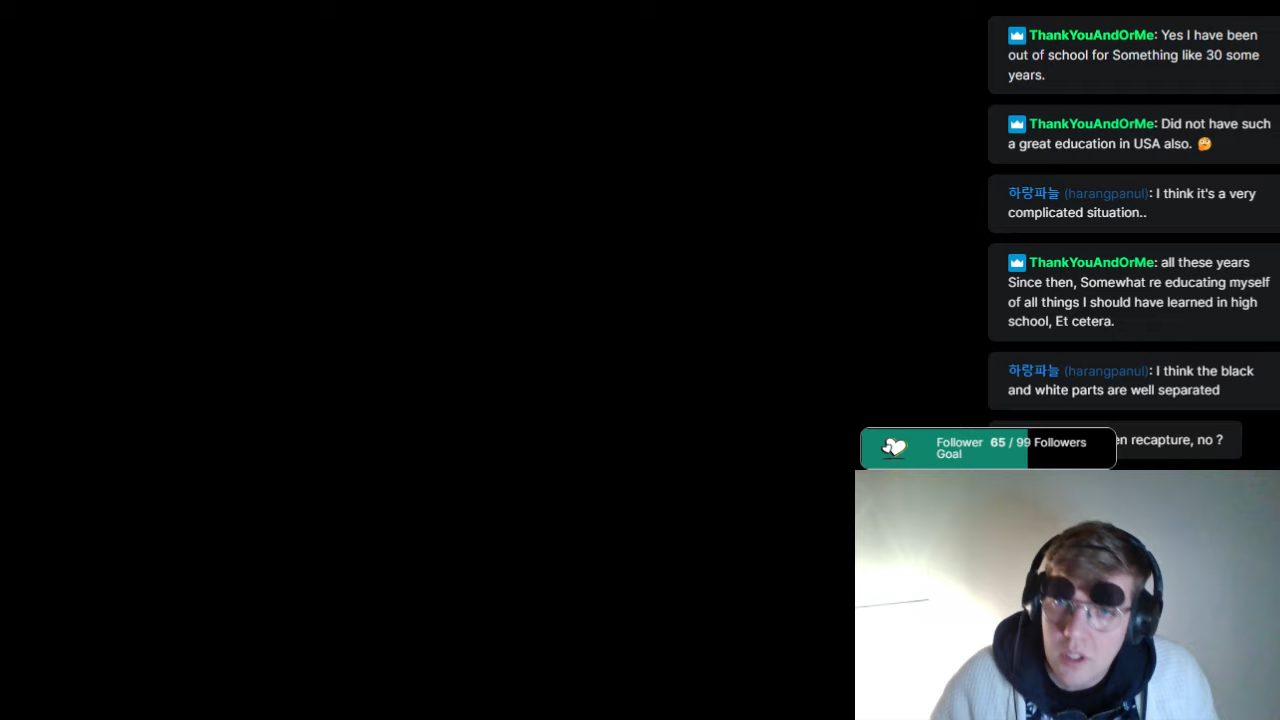 ThankYouAndOrMe: Yes I have been
out of school for Something like 30 some
years.
ThankYouAndOrMe: Did not have such
a great education in USA also. 🤔
하랑파늘 (harangpanul): I think it's a very
complicated situation..
ThankYouAndOrMe: all these years
Since then, Somewhat re educating myself
of all things I should have learned in high
school, Et cetera.
하랑파늘 (harangpanul): I think the black
and white parts are well separated
recapture, no ?
Follower 65 / 99 Followers
Goal